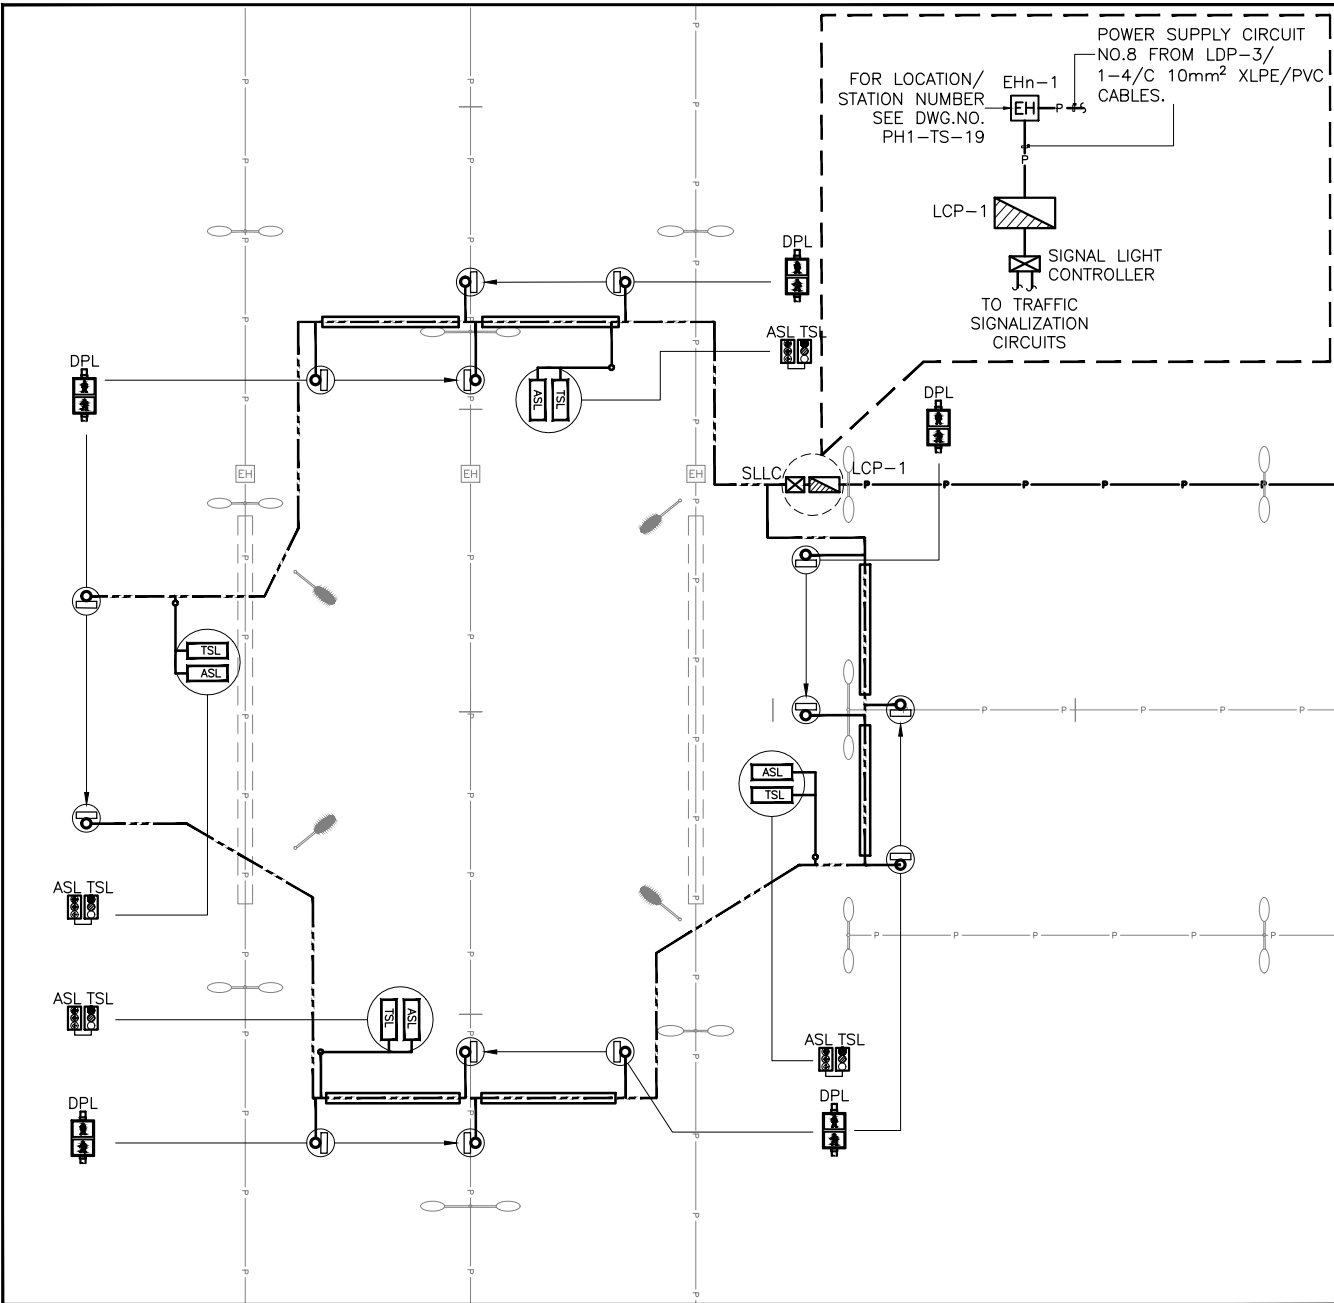 POWER SUPPLY CIRCUIT
NO.8 FROM LDP-3/
1-4/C 10mm² XLPE/PVC
CABLES.
FOR LOCATION/
STATION NUMBER
SEE DWG.NO.
PH1-TS-19
EHn-1
EH
P
P
LCP-1
SIGNAL LIGHT
CONTROLLER
TO TRAFFIC
SIGNALIZATION
CIRCUITS
DPL
ASL TSL
DPL
ASL
TSL
DPL
EH
EH
EH
SLLC
LCP-1
P P P P P P
TSL
ASL
P P P P P
ASL
TSL
ASL TSL
P P P P P P
ASL TSL
TSL
ASL
ASL TSL
DPL
DPL